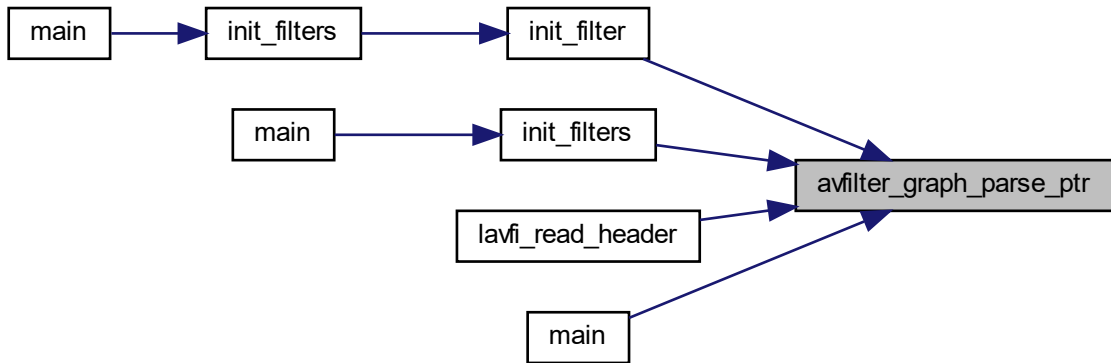 main
init_filters
init_filter
main
init_filters
avfilter_graph_parse_ptr
lavfi_read_header
main